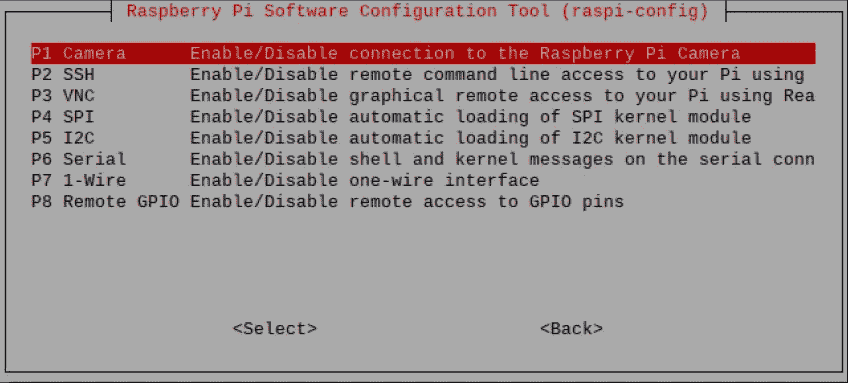 Raspberry Pi Software Configuration Tool (raspi-config)
P1 Camera Enable/Disable connection to the Raspberry Pi Camera
P2 SSH Enable/Disable remote command line access to your Pi using
P3 VNC Enable/Disable graphical remote access to your Pi using Rea
P4 SPI Enable/Disable automatic loading of SPI kernel module
P5 I2C Enable/Disable automatic loading of I2C kernel module
P6 Serial Enable/Disable shell and kernel messages on the serial conn
P7 1-Wire Enable/Disable one-wire interface
P8 Remote GPIO Enable/Disable remote access to GPIO pins
<Select> <Back>